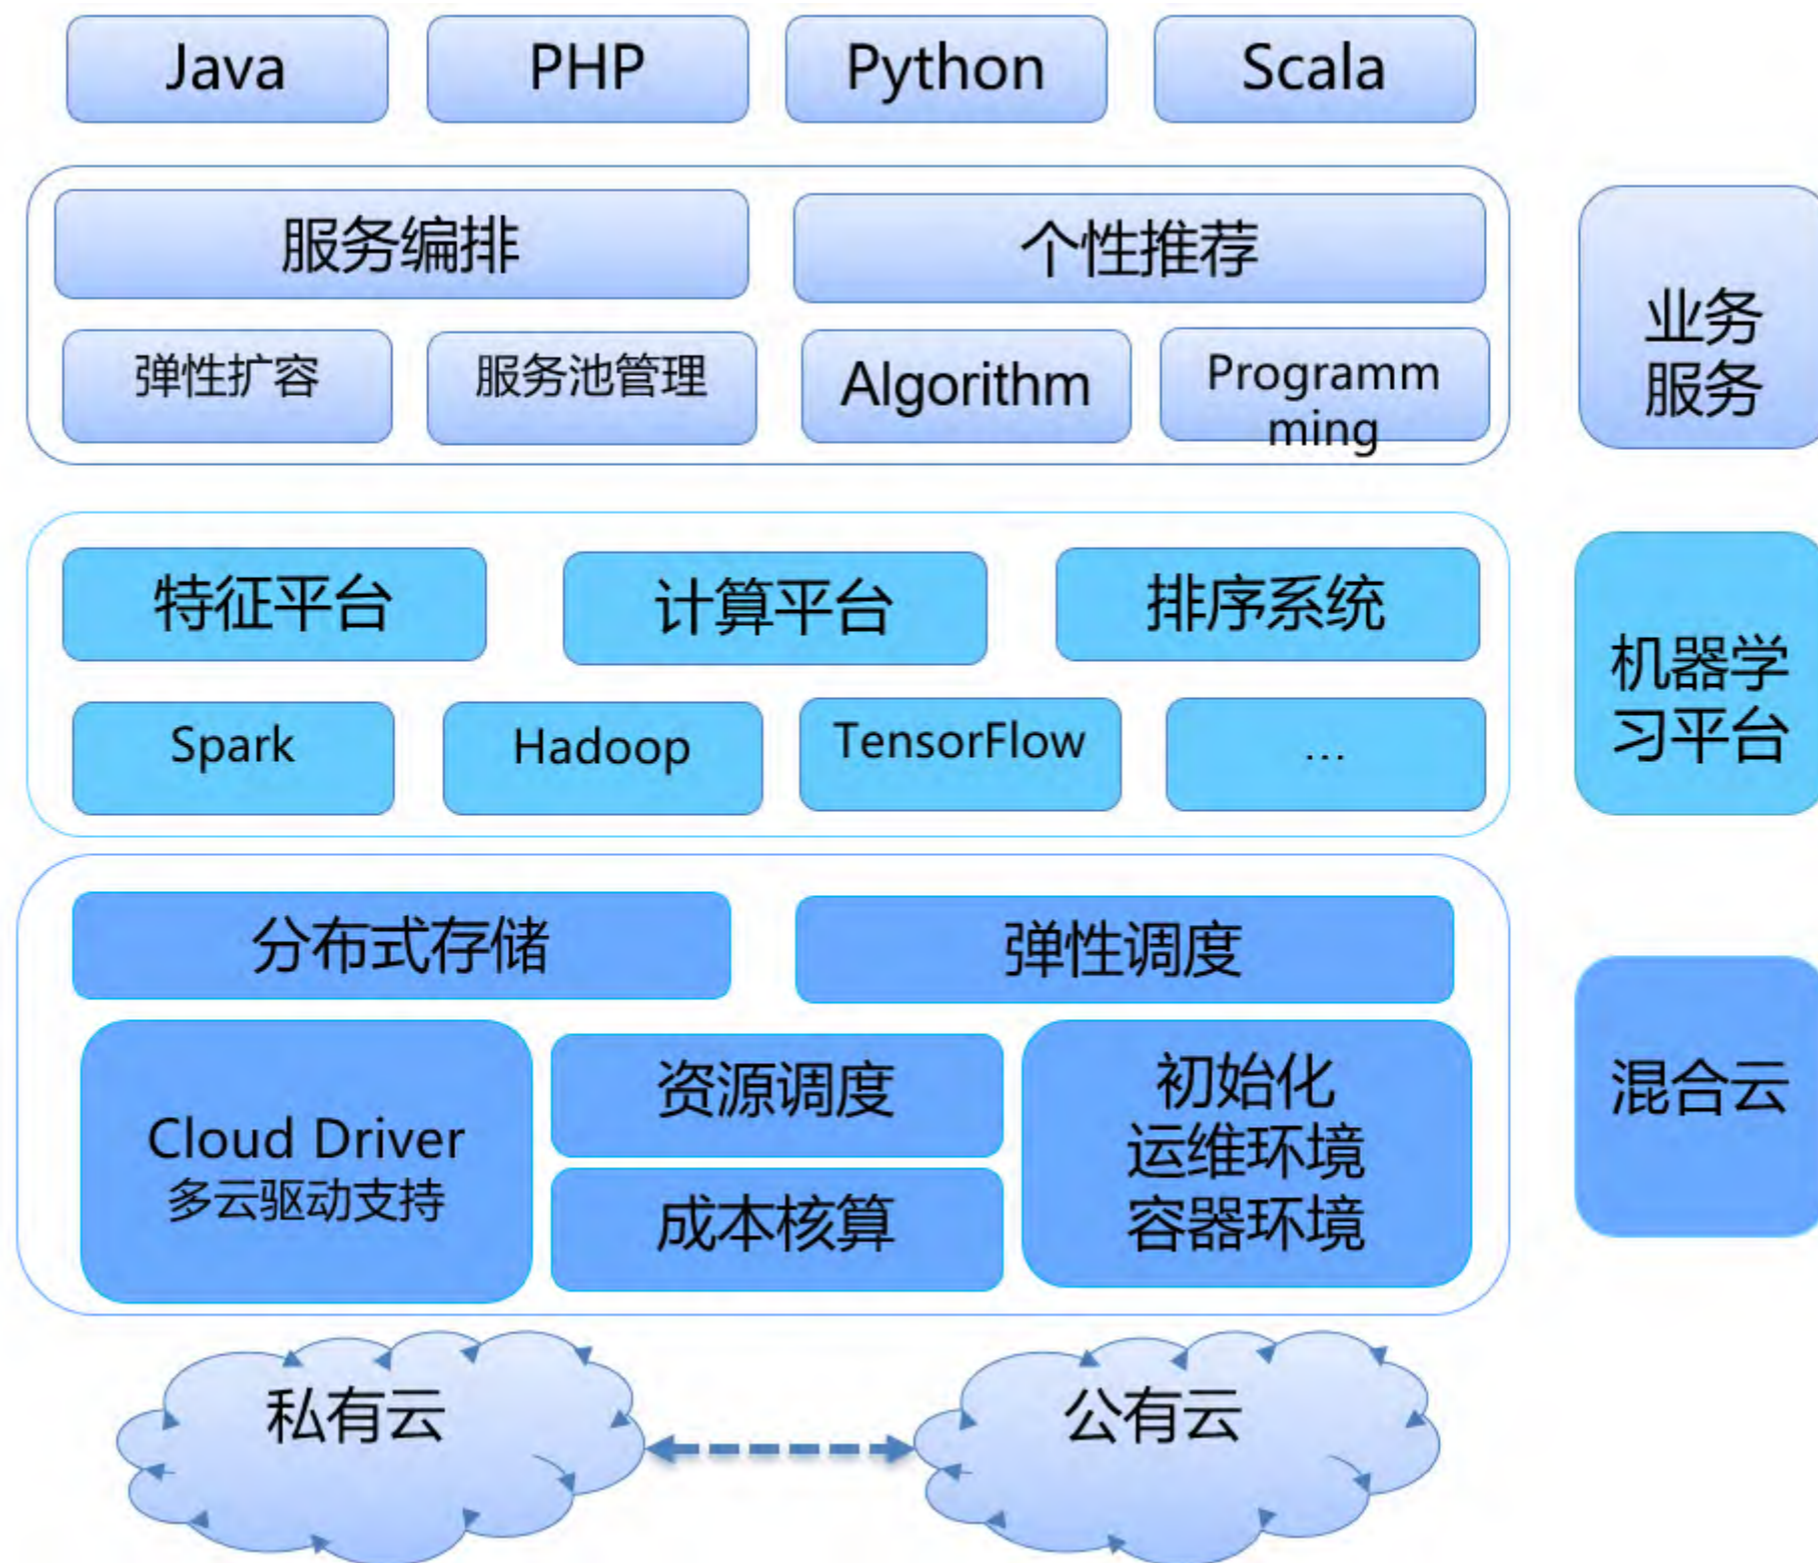 Java
PHP
Python
Scala
服务编排
个性推荐
弹性扩容
服务池管理
Algorithm
Programm
ming
业务
服务
特征平台
计算平台
排序系统
Spark
Hadoop
TensorFlow
...
机器学
习平台
分布式存储
弹性调度
Cloud Driver
多云驱动支持
资源调度
成本核算
初始化
运维环境
容器环境
混合云
私有云
公有云